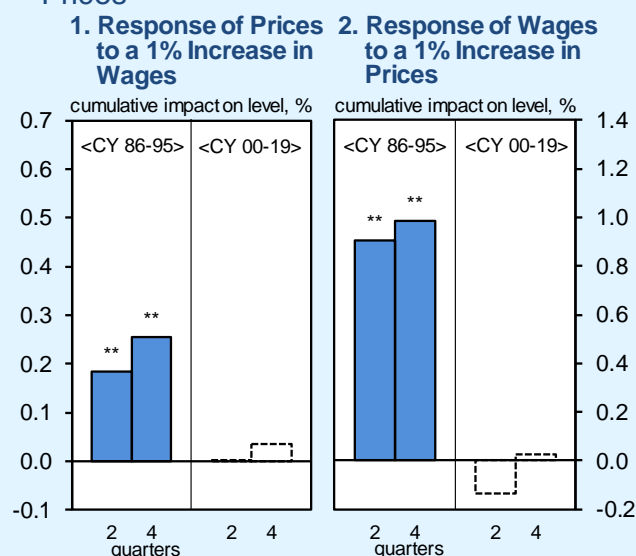 Prices
1. Response of Prices to a 1% Increase in Wages
2. Response of Wages to a 1% Increase in Prices
cumulative impact on level, %
cumulative impact on level, %
0.7
0.6
0.5
0.4
0.3
0.2
0.1
0.0
-0.1
<CY 86-95>
<CY 00-19>
**
**
2 4
2 4
quarters
<CY 86-95>
<CY 00-19>
**
**
2 4
2 4
quarters
1.4
1.2
1.0
0.8
0.6
0.4
0.2
0.0
-0.2